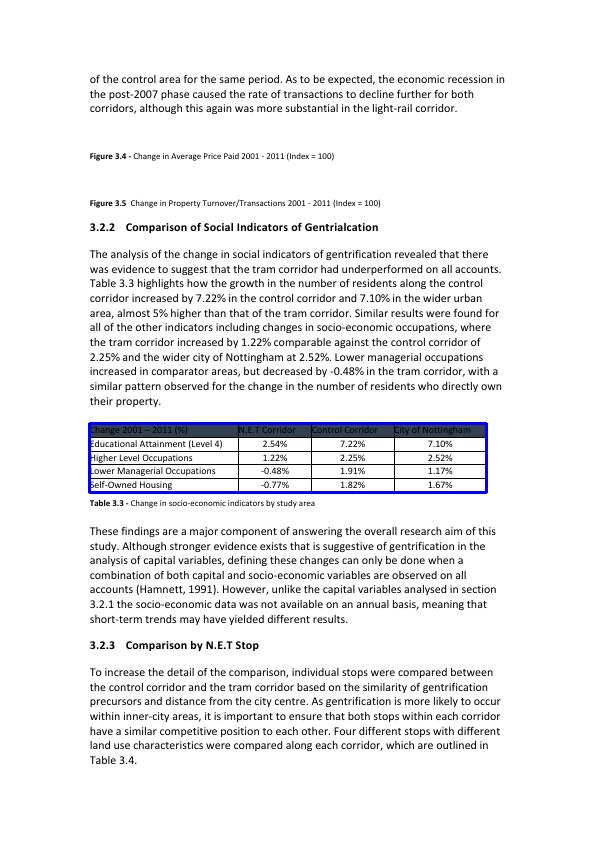 of the control area for the same period. As to be expected, the economic recession in
the post-2007 phase caused the rate of transactions to decline further for both
corridors, although this again was more substantial in the light-rail corridor.
Figure 3.4 - Change in Average Price Paid 2001 - 2011 (Index = 100)
Figure 3.5 Change in Property Turnover/Transactions 2001 - 2011 (Index = 100)
3.2.2 Comparison of Social Indicators of Gentrialcation
The analysis of the change in social indicators of gentrification revealed that there
was evidence to suggest that the tram corridor had underperformed on all accounts.
Table 3.3 highlights how the growth in the number of residents along the control
corridor increased by 7.22% in the control corridor and 7.10% in the wider urban
area, almost 5% higher than that of the tram corridor. Similar results were found for
all of the other indicators including changes in socio-economic occupations, where
the tram corridor increased by 1.22% comparable against the control corridor of
2.25% and the wider city of Nottingham at 2.52%. Lower managerial occupations
increased in comparator areas, but decreased by -0.48% in the tram corridor, with a
similar pattern observed for the change in the number of residents who directly own
their property.
Change 2001 – 2011 (%) N.E.T Corridor Control Corridor City of Nottingham
Educational Attainment (Level 4) 2.54% 7.22% 7.10%
Higher Level Occupations 1.22% 2.25% 2.52%
Lower Managerial Occupations -0.48% 1.91% 1.17%
Self-Owned Housing -0.77% 1.82% 1.67%
Table 3.3 - Change in socio-economic indicators by study area
These findings are a major component of answering the overall research aim of this
study. Although stronger evidence exists that is suggestive of gentrification in the
analysis of capital variables, defining these changes can only be done when a
combination of both capital and socio-economic variables are observed on all
accounts (Hamnett, 1991). However, unlike the capital variables analysed in section
3.2.1 the socio-economic data was not available on an annual basis, meaning that
short-term trends may have yielded different results.
3.2.3 Comparison by N.E.T Stop
To increase the detail of the comparison, individual stops were compared between
the control corridor and the tram corridor based on the similarity of gentrification
precursors and distance from the city centre. As gentrification is more likely to occur
within inner-city areas, it is important to ensure that both stops within each corridor
have a similar competitive position to each other. Four different stops with different
land use characteristics were compared along each corridor, which are outlined in
Table 3.4.